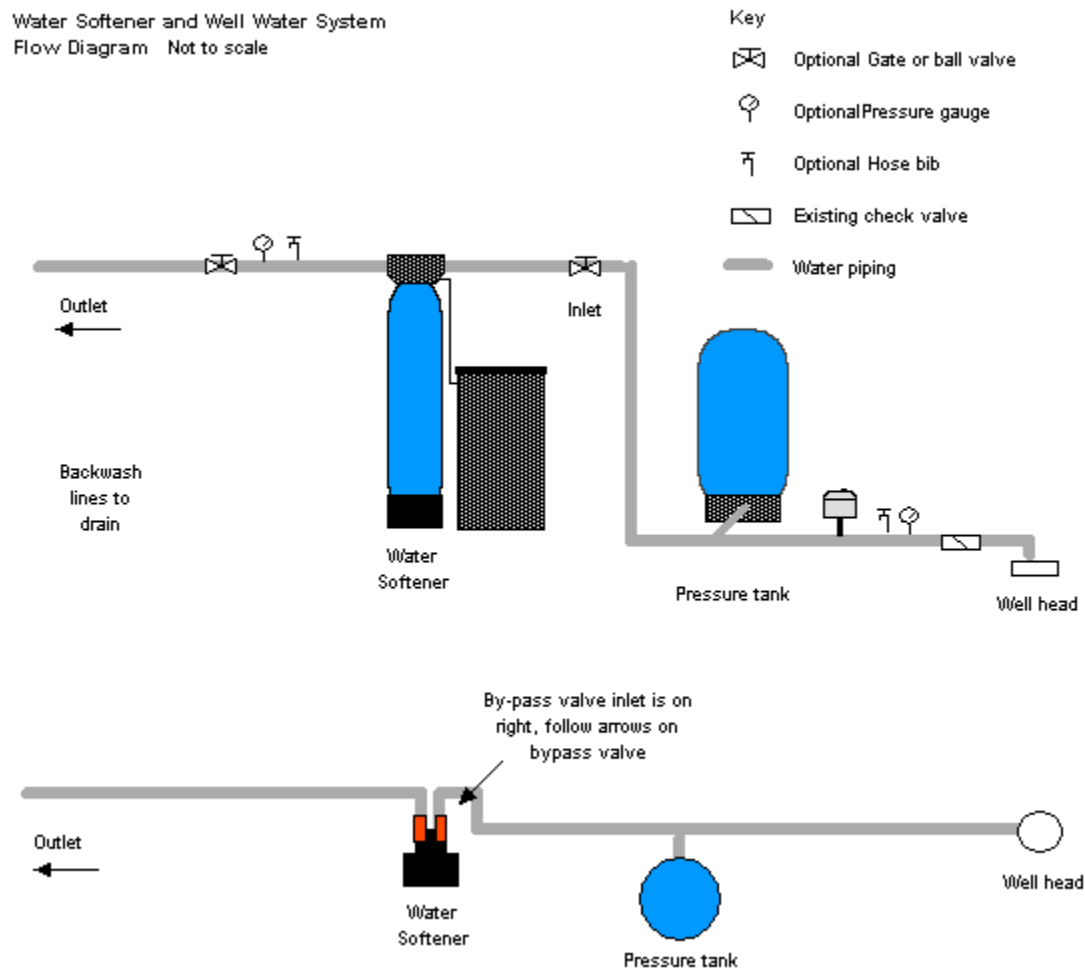 Water Softener and Well Water System
Flow Diagram Not to scale
Key
Optional Gate or ball valve
OptionalPressure gauge
Optional Hose bib
Existing check valve
Water piping
Outlet
Inlet
Backwash
lines to
drain
Water
Softener
Pressure tank
Well head
By-pass valve inlet is on
right, follow arrows on
bypass valve
Outlet
Water
Softener
Pressure tank
Well head